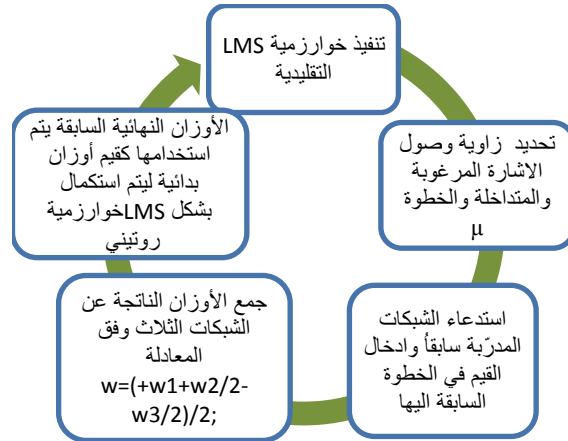 تنفيذ خوارزمية LMS
التقليدية
تحديد زاوية وصول
الاشارة المرغوبة
والمتداخلة والخطوة
µ
استدعاء الشبكات
المدرّبة سابقاُ وادخال
القيم في الخطوة
السابقة اليها
جمع الأوزان الناتجة عن
الشبكات الثلاث وفق
المعادلة
w=(+w1+w2/2-
w3/2)/2;
الأوزان النهائية السابقة يتم
استخدامها كقيم أوزان
بدائية ليتم استكمال
خوارزمية LMS بشكل
روتيني